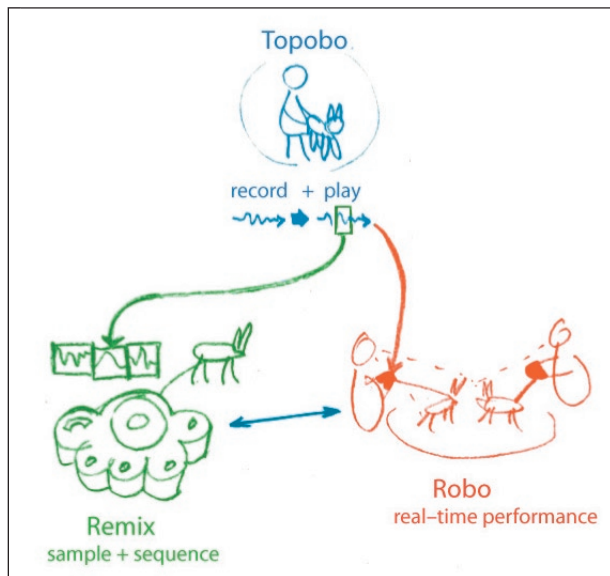 Topobo
record + play
Remix
sample + sequence
Robo
real–time performance